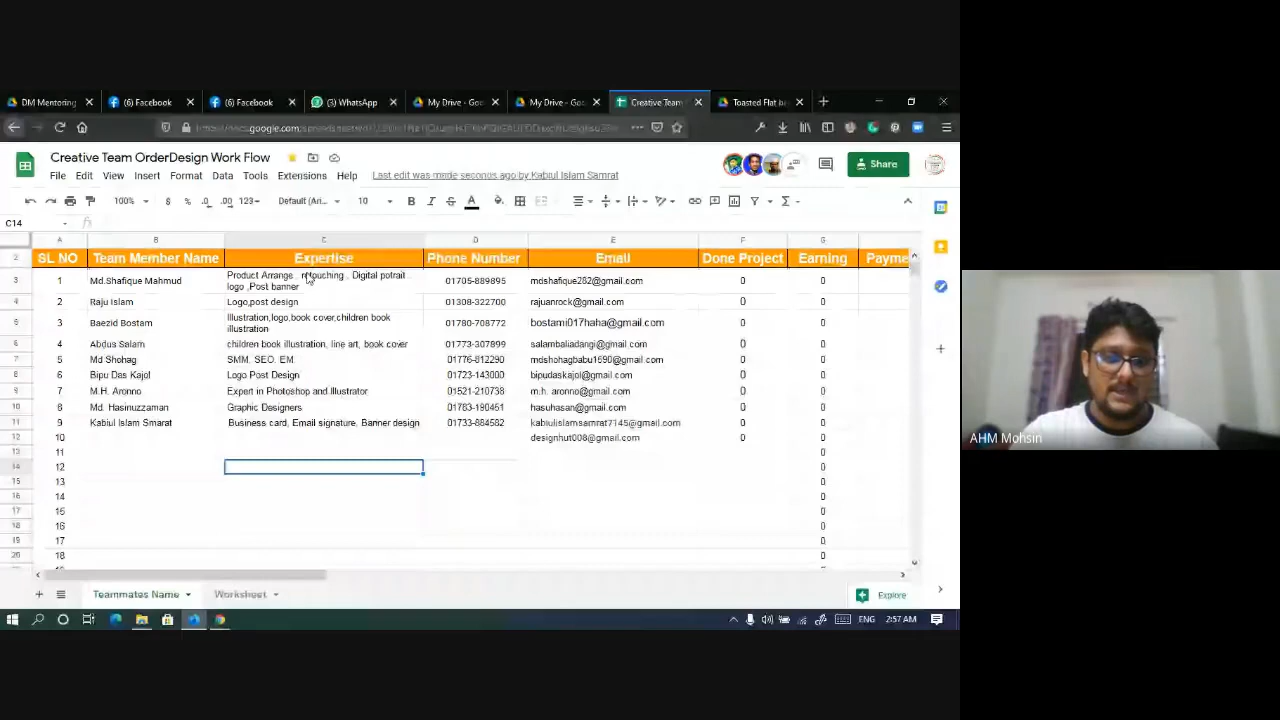 DM Mentoring
(6) Facebook
(6) Facebook
(3) WhatsApp
My Drive - Goo
My Drive - Goo
Creative Team
Toasted Flat be
Creative Team OrderDesign Work Flow
Share
File Edit View Insert Format Data Tools Extensions Help Last edit was made seconds ago by Kabiul Islam Samrat
100% $ % .0 .00 123 Default (Ari... 10 B I S A
C14 fx
A B C D E F G
SL NO Team Member Name Expertise Phone Number Email Done Project Earning Payme
1 Md.Shafique Mahmud Product Arrange , retouching , Digital potrait logo ,Post banner 01705-889895 mdshafique282@gmail.com 0 0
2 Raju Islam Logo,post design 01308-322700 rajuanrock@gmail.com 0 0
3 Baezid Bostam Illustration,logo,book cover,children book illustration 01780-708772 bostami017haha@gmail.com 0 0
4 Abdus Salam children book illustration, line art, book cover 01773-307899 salambaliadangi@gmail.com 0 0
5 Md Shohag SMM, SEO, EM 01776-812290 mdshohagbabu1690@gmail.com 0 0
6 Bipu Das Kajol Logo,Post Design 01723-143000 bipudaskajol@gmail.com 0 0
7 M.H. Aronno Expert in Photoshop and Illustrator 01521-210738 m.h. aronno@gmail.com 0 0
Md. Hasinuzzaman Graphic Designers 01783-190461 hasuhasan@gmail.com 0 0
9 Kabiul Islam Smarat Business card, Email signature, Banner design 01733-884582 kabiulislamsamrat7145@gmail.com 0 0
10 designhut008@gmail.com 0 0
11 0
12 0
13 0
14 0
15 0
16 0
17 0
18 0
Teammates Name Worksheet Explore
ENG 2:57 AM
AHM Mohsin